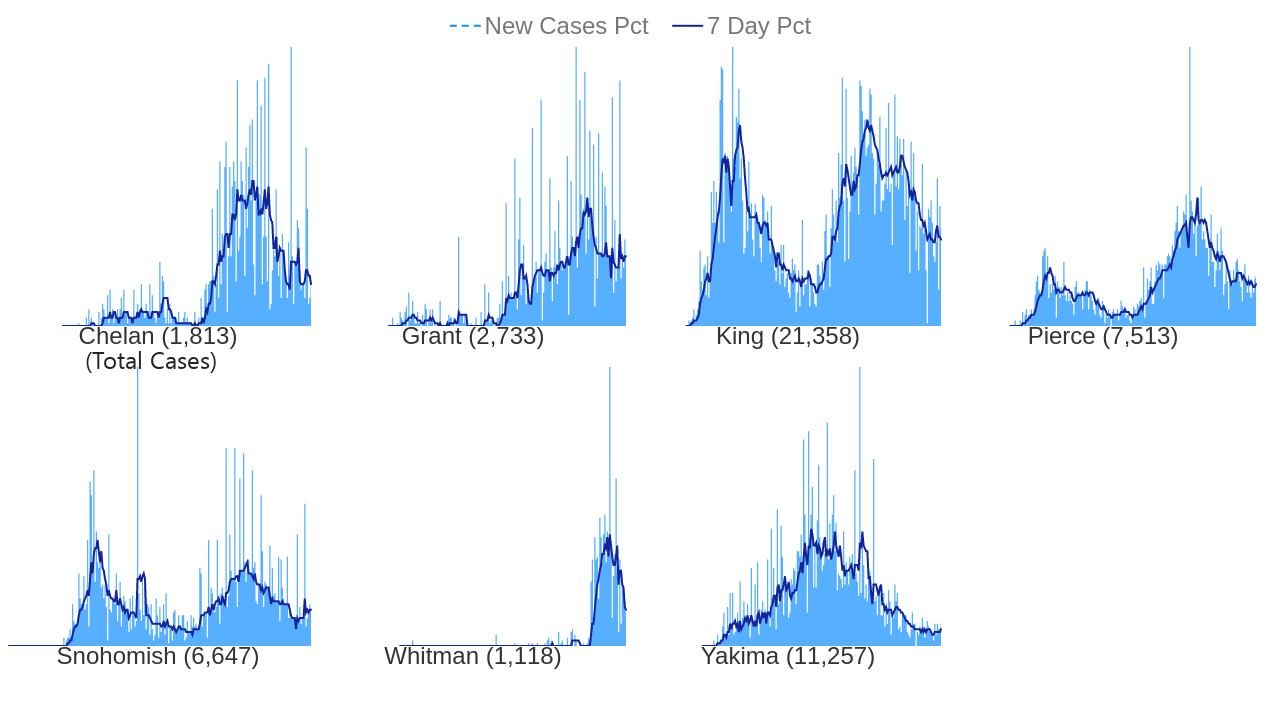 New Cases Pct 7 Day Pct
Chelan (1,813) Grant (2,733) King (21,358) Pierce (7,513)
(Total Cases)
Snohomish (6,647) Whitman (1,118) Yakima (11,257)